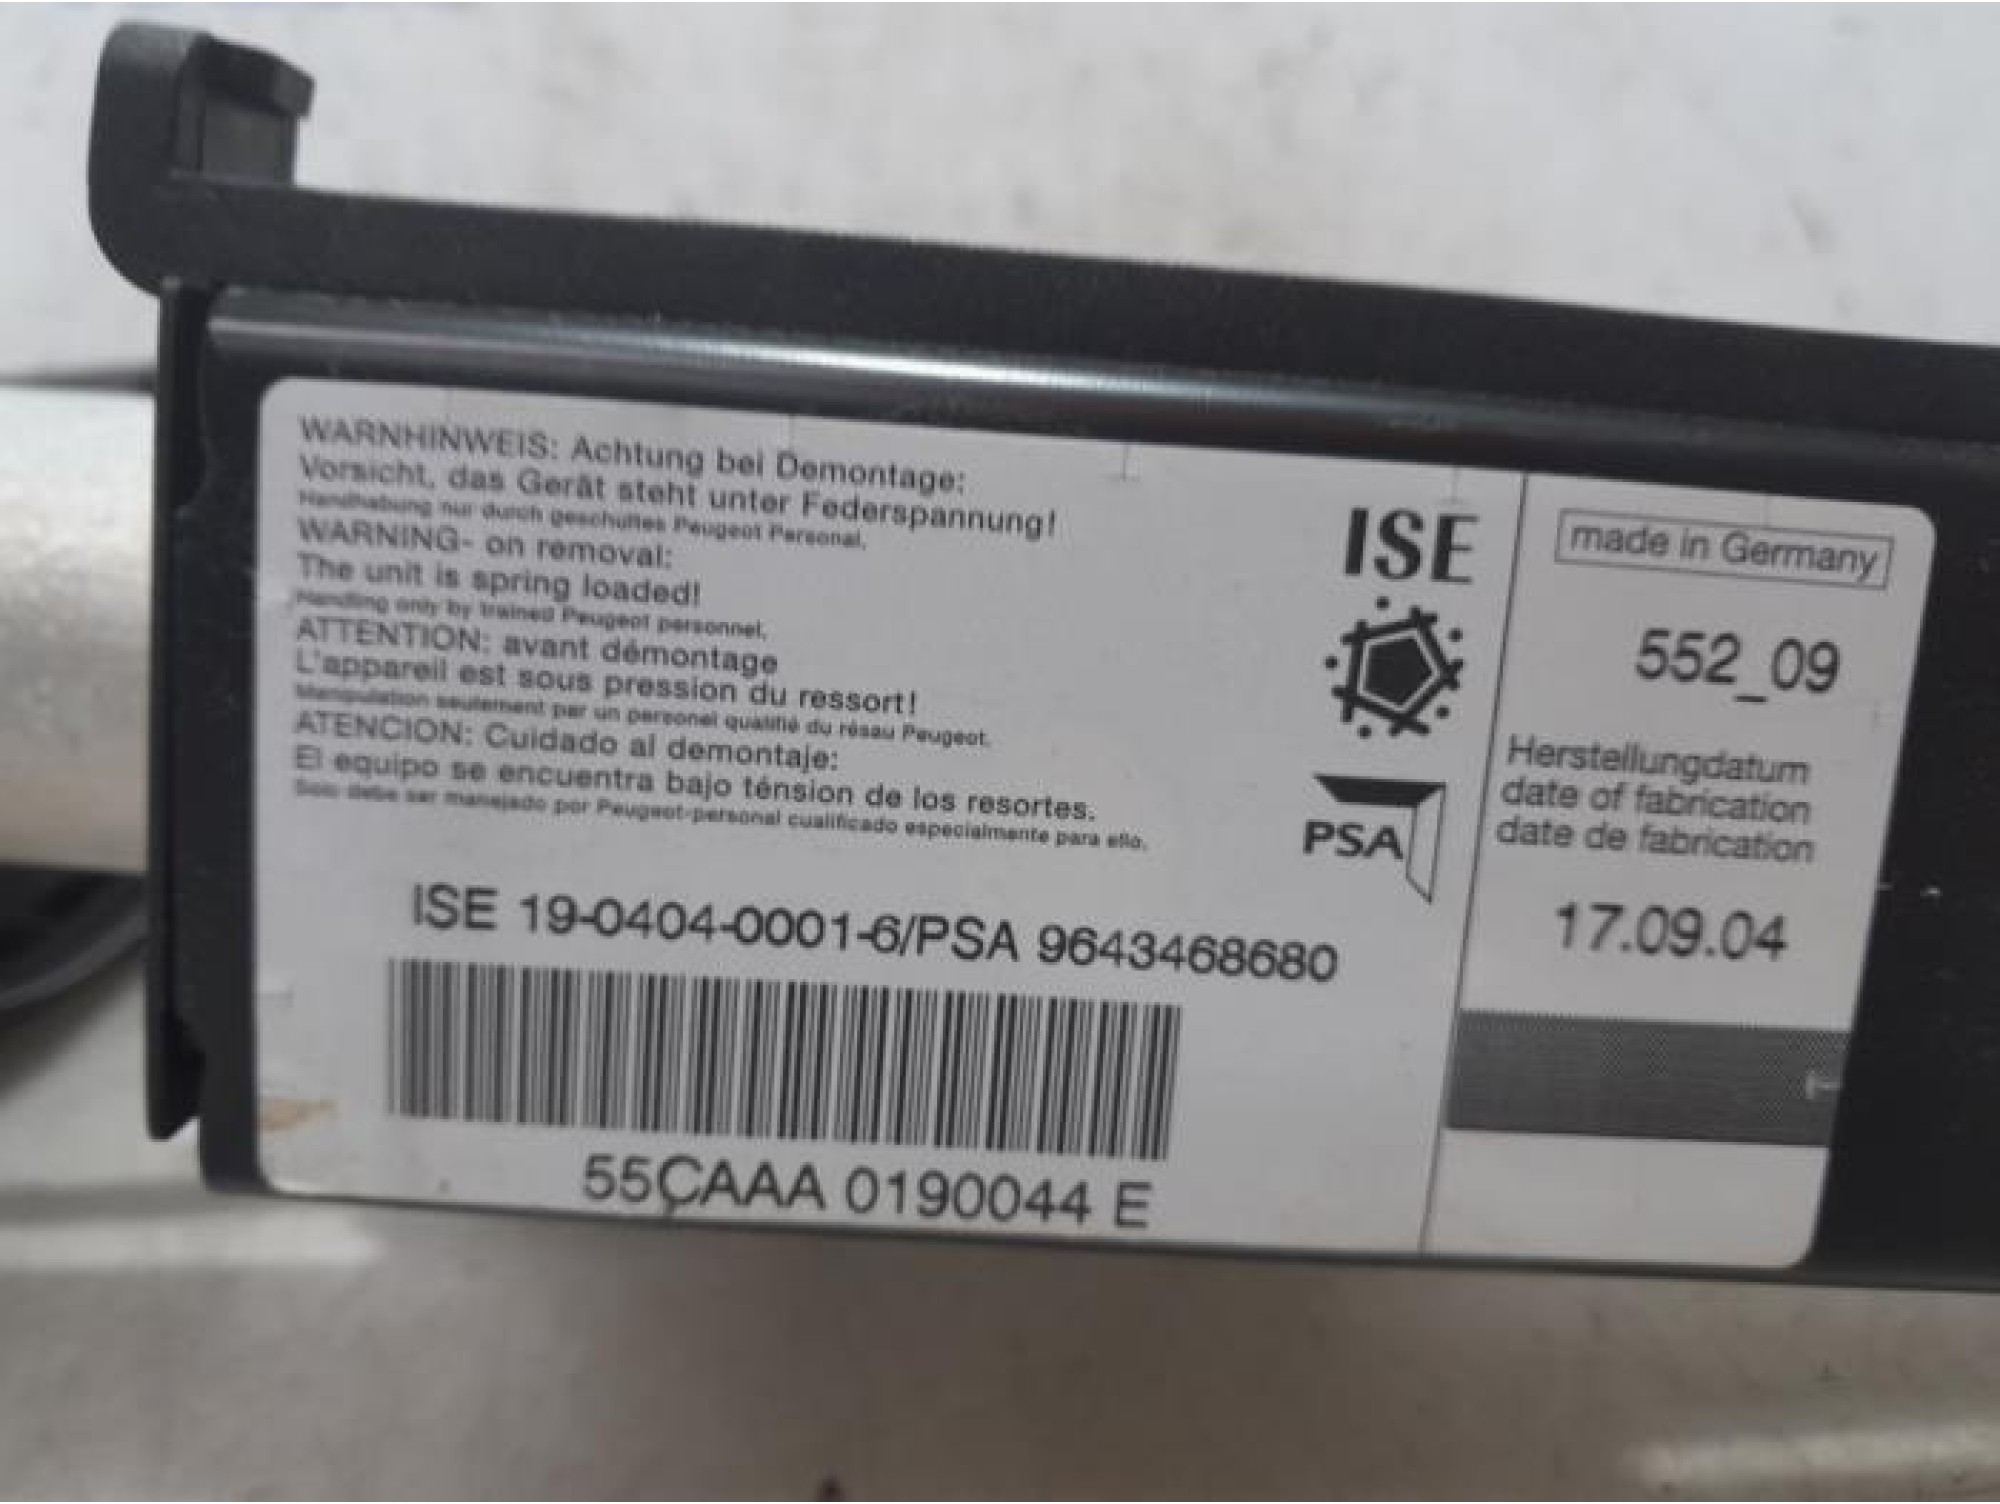 WARNHINWEIS: Achtung bei Demontage:
Vorsicht, das Gerät steht unter Federspannung!
Handhabung nur durch geschultes Peugeot Personal.
WARNING- on removal:
The unit is spring loaded!
Handling only by trained Peugeot personnel.
ATTENTION: avant démontage
L'appareil est sous pression du ressort!
Manipulation seulement par un personel qualifié du résau Peugeot.
ATENCION: Cuidado al demontaje:
El equipo se encuentra bajo ténsion de los resortes.
Solo debe ser manejado por Peugeot-personal cualificado especialmente para ello.
ISE
PSA
ISE 19-0404-0001-6/PSA 9643468680
55ÇAAA 0190044 E
made in Germany
552_09
Herstellungdatum
date of fabrication
date de fabrication
17.09.04